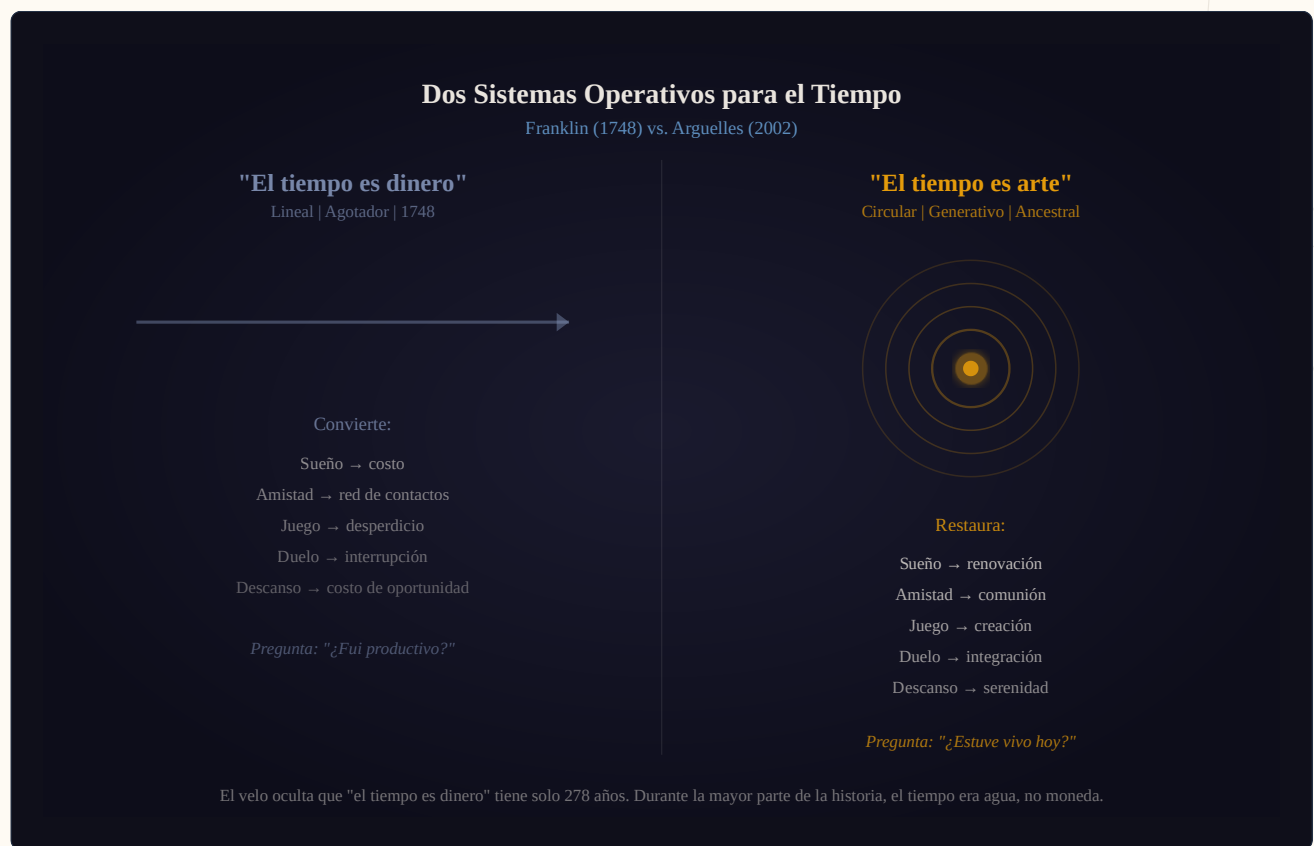 Dos Sistemas Operativos para el Tiempo
Franklin (1748) vs. Arguelles (2002)
"El tiempo es dinero"
Lineal | Agotador | 1748
Convierte:
Sueño → costo
Amistad → red de contactos
Juego → desperdicio
Duelo → interrupción
Descanso → costo de oportunidad
Pregunta: "¿Fui productivo?"
"El tiempo es arte"
Circular | Generativo | Ancestral
Restaura:
Sueño → renovación
Amistad → comunión
Juego → creación
Duelo → integración
Descanso → serenidad
Pregunta: "¿Estuve vivo hoy?"
El velo oculta que "el tiempo es dinero" tiene solo 278 años. Durante la mayor parte de la historia, el tiempo era agua, no moneda.